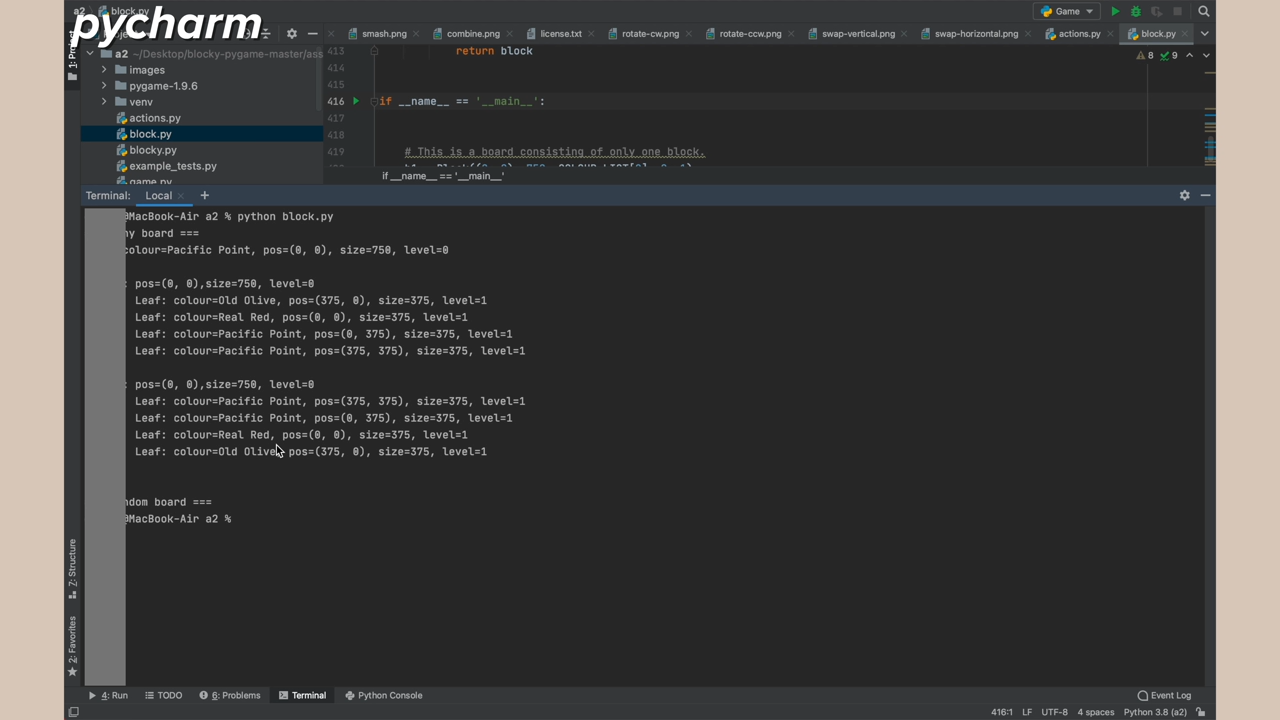 a2 block.py
pycharm
Game
1: Proj
smash.png combine.png license.txt rotate-cw.png rotate-ccw.png swap-vertical.png swap-horizontal.png actions.py block.py
a2 ~/Desktop/blocky-pygame-master/ass
images
pygame-1.9.6
venv
actions.py
block.py
blocky.py
example_tests.py
game.py
413 return block
414
415
416 if __name__ == '__main__':
418
419 # This is a board consisting of only one block.
if __name__ == '__main__'
8 9
Terminal: Local +
@MacBook-Air a2 % python block.py
ny board ===
colour=Pacific Point, pos=(0, 0), size=750, level=0
: pos=(0, 0),size=750, level=0
Leaf: colour=Old Olive, pos=(375, 0), size=375, level=1
Leaf: colour=Real Red, pos=(0, 0), size=375, level=1
Leaf: colour=Pacific Point, pos=(0, 375), size=375, level=1
Leaf: colour=Pacific Point, pos=(375, 375), size=375, level=1
: pos=(0, 0),size=750, level=0
Leaf: colour=Pacific Point, pos=(375, 375), size=375, level=1
Leaf: colour=Pacific Point, pos=(0, 375), size=375, level=1
Leaf: colour=Real Red, pos=(0, 0), size=375, level=1
Leaf: colour=Old Olive, pos=(375, 0), size=375, level=1
ndom board ===
@MacBook-Air a2 %
7: Structure
2: Favorites
4: Run TODO 6: Problems Terminal Python Console Event Log
416:1 LF UTF-8 4 spaces Python 3.8 (a2)